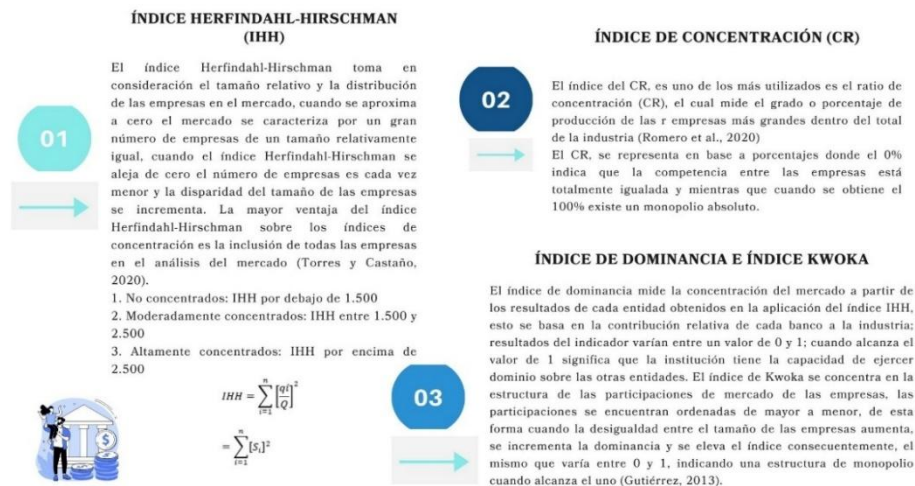 ÍNDICE HERFINDAHL-HIRSCHMAN
(IHH)
01
El índice Herfindahl-Hirschman toma en
consideración el tamaño relativo y la distribución
de las empresas en el mercado, cuando se aproxima
a cero el mercado se caracteriza por un gran
número de empresas de un tamaño relativamente
igual, cuando el índice Herfindahl-Hirschman se
aleja de cero el número de empresas es cada vez
menor y la disparidad del tamaño de las empresas
se incrementa. La mayor ventaja del índice
Herfindahl-Hirschman sobre los índices de
concentración es la inclusión de todas las empresas
en el análisis del mercado (Torres y Castaño,
2020).
1. No concentrados: IHH por debajo de 1.500
2. Moderadamente concentrados: IHH entre 1.500 y
2.500
3. Altamente concentrados: IHH por encima de
2.500
IHH = ∑ⁿᵢ₌₁ [qi/Q]²
= ∑ⁿᵢ₌₁ [Sᵢ]²
$
ÍNDICE DE CONCENTRACIÓN (CR)
02
El índice del CR, es uno de los más utilizados es el ratio de
concentración (CR), el cual mide el grado o porcentaje de
producción de las r empresas más grandes dentro del total
de la industria (Romero et al., 2020)
El CR, se representa en base a porcentajes donde el 0%
indica que la competencia entre las empresas está
totalmente igualada y mientras que cuando se obtiene el
100% existe un monopolio absoluto.
ÍNDICE DE DOMINANCIA E ÍNDICE KWOKA
03
El índice de dominancia mide la concentración del mercado a partir de
los resultados de cada entidad obtenidos en la aplicación del índice IHH,
esto se basa en la contribución relativa de cada banco a la industria;
resultados del indicador varían entre un valor de 0 y 1; cuando alcanza el
valor de 1 significa que la institución tiene la capacidad de ejercer
dominio sobre las otras entidades. El índice de Kwoka se concentra en la
estructura de las participaciones de mercado de las empresas, las
participaciones se encuentran ordenadas de mayor a menor, de esta
forma cuando la desigualdad entre el tamaño de las empresas aumenta,
se incrementa la dominancia y se eleva el índice consecuentemente, el
mismo que varía entre 0 y 1, indicando una estructura de monopolio
cuando alcanza el uno (Gutiérrez, 2013).